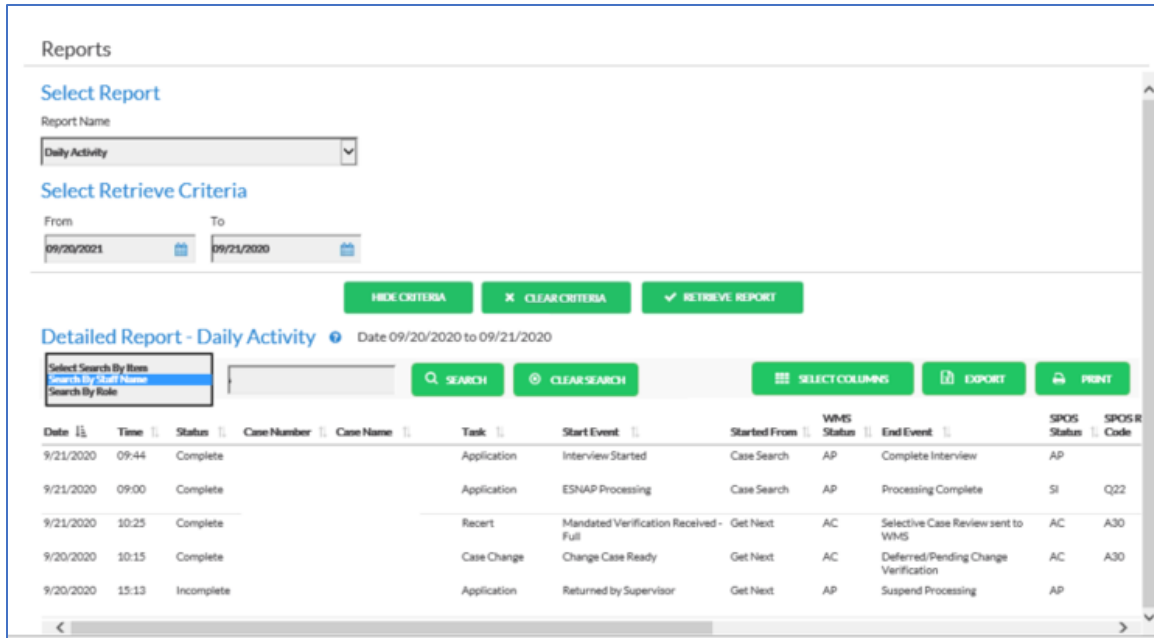 Reports
Select Report
Report Name
Daily Activity
Select Retrieve Criteria
From To
09/20/2021 09/21/2020
HIDE CRITERIA CLEAR CRITERIA RETRIEVE REPORT
Detailed Report - Daily Activity Date 09/20/2020 to 09/21/2020
Select Search By Item
Search By Staff Name
Search By Role
SEARCH CLEAR SEARCH SELECT COLUMNS EXPORT PRINT
Date Time Status Case Number Case Name Task Start Event Started From WMS Status End Event SPOS Status SPOS R Code
9/21/2020 09:44 Complete Application Interview Started Case Search AP Complete Interview AP
9/21/2020 09:00 Complete Application ESNAP Processing Case Search AP Processing Complete SI Q22
9/21/2020 10:25 Complete Recert Mandated Verification Received - Full Get Next AC Selective Case Review sent to WMS AC A30
9/20/2020 10:15 Complete Case Change Change Case Ready Get Next AC Deferred/Pending Change Verification AC A30
9/20/2020 15:13 Incomplete Application Returned by Supervisor Get Next AP Suspend Processing AP